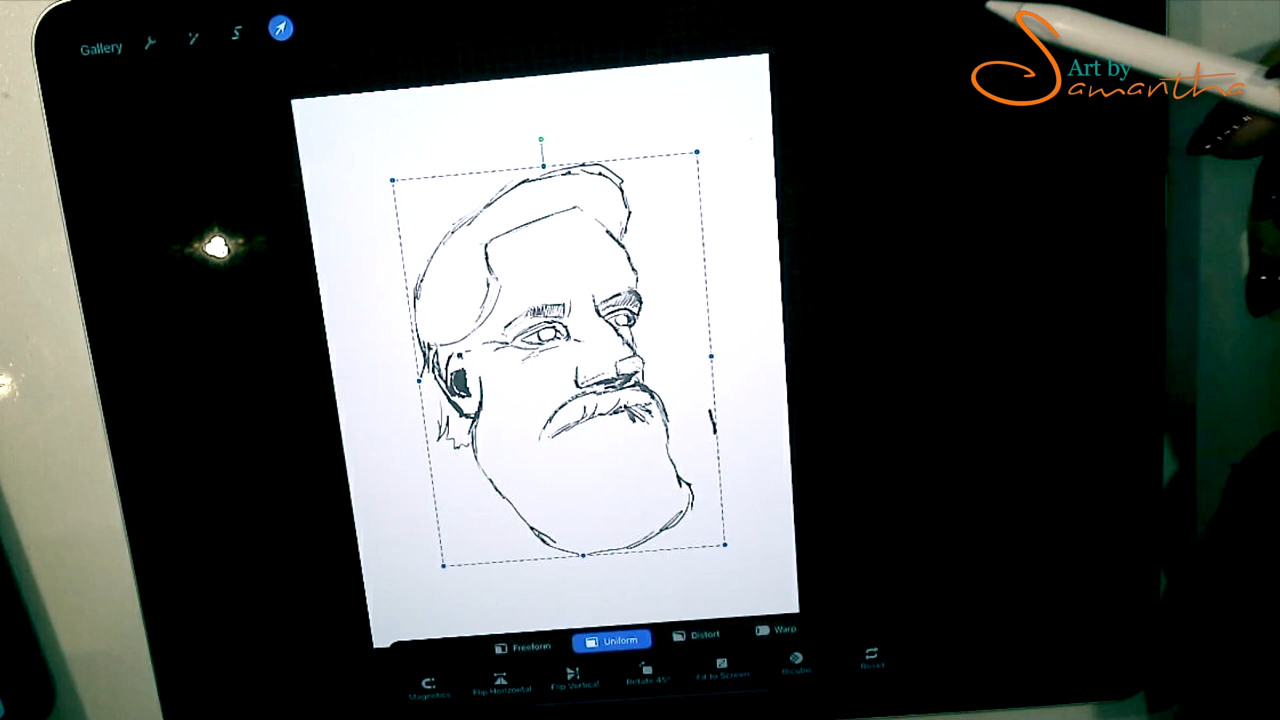 Gallery
S
Art by
Samantha
Freeform
Uniform
Distort
Warp
Magnetics
Flip Horizontal
Flip Vertical
Rotate 45°
Fit to Screen
Bicubic
Reset